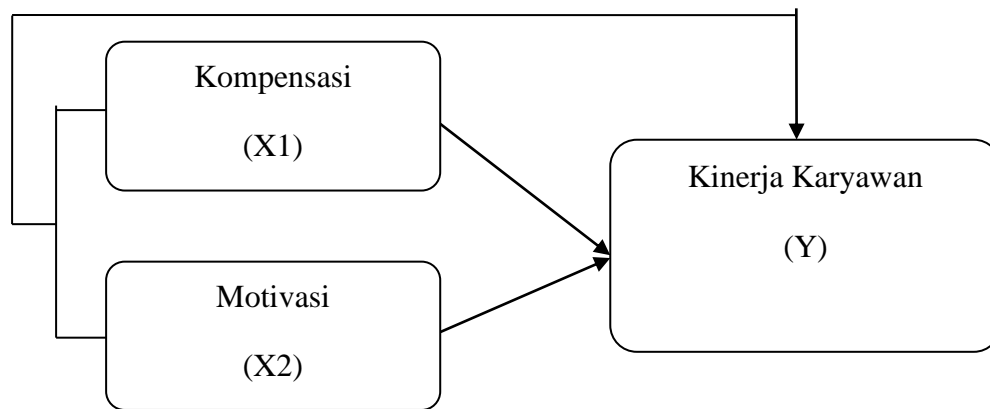 Kompensasi
(X1)
Kinerja Karyawan
(Y)
Motivasi
(X2)